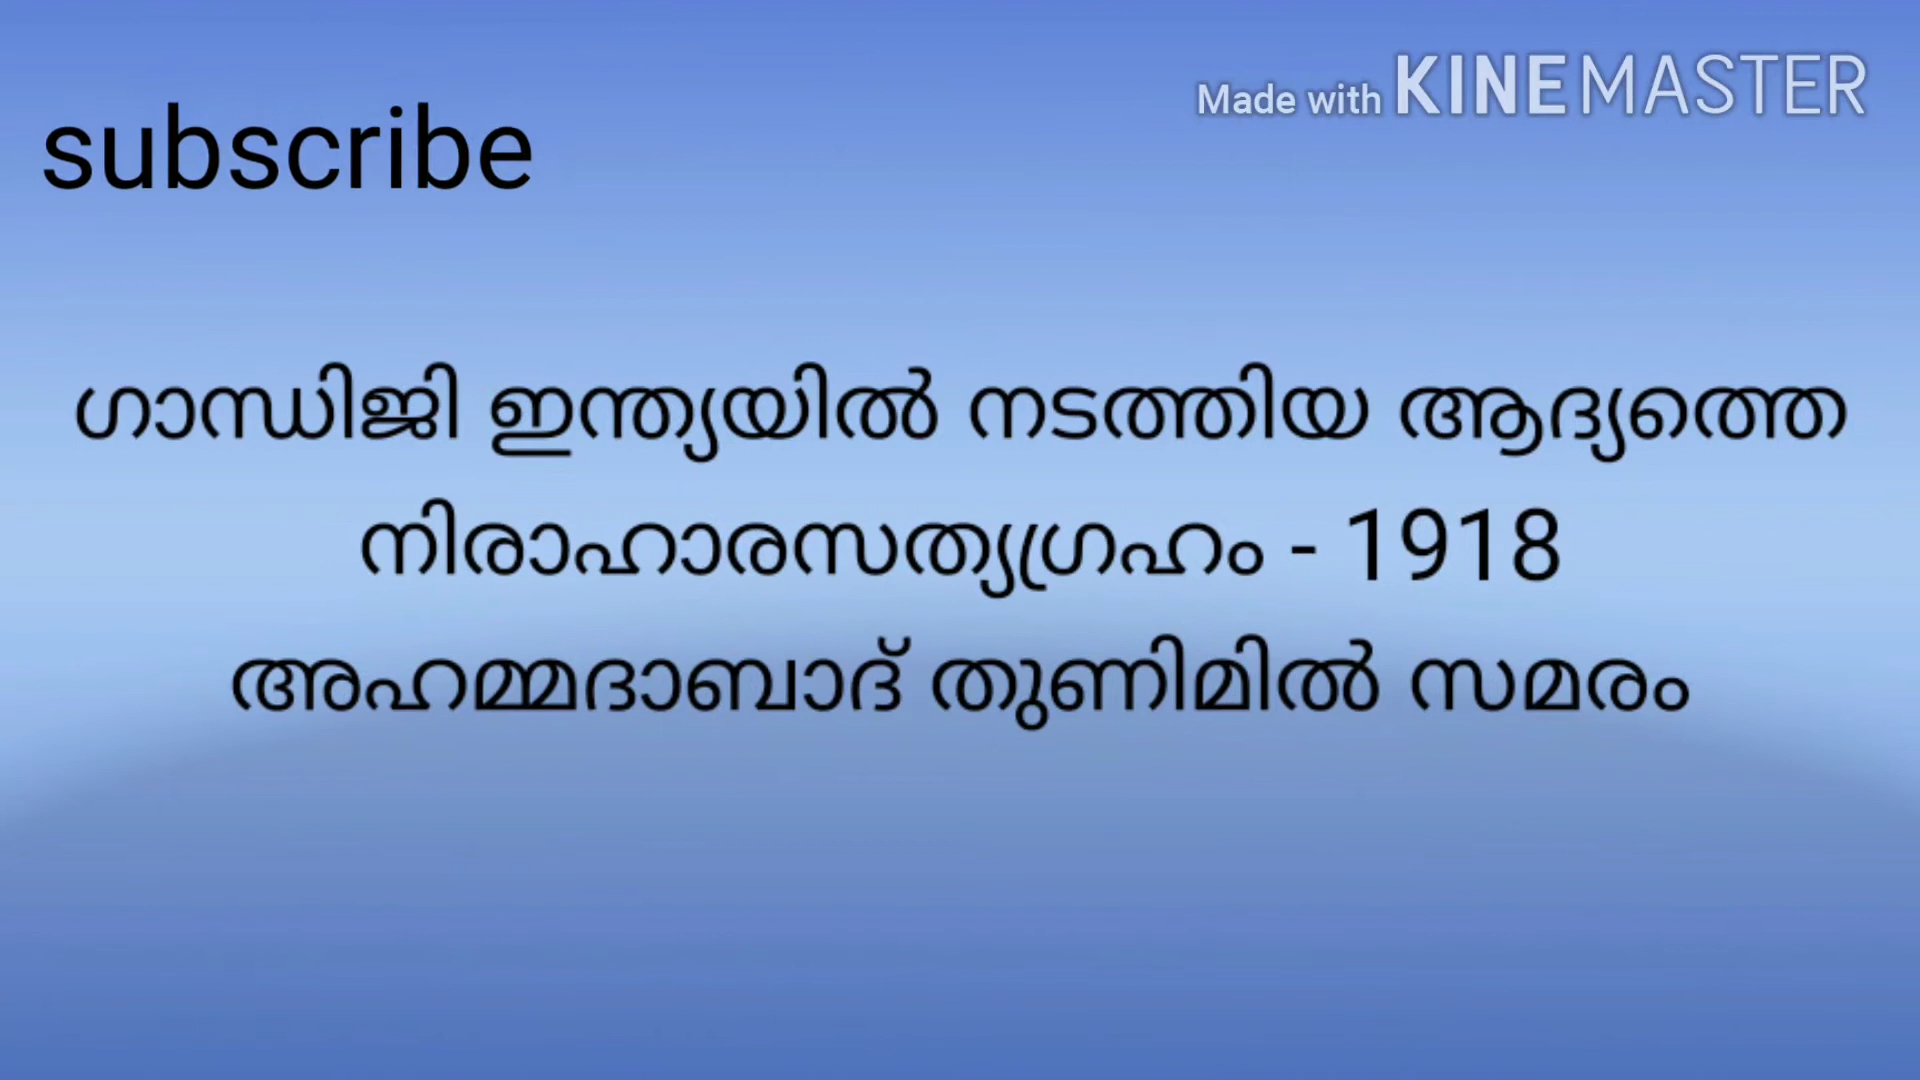 Made with KINEMASTER
subscribe
ഗാന്ധിജി ഇന്ത്യയിൽ നടത്തിയ ആദ്യത്തെ
നിരാഹാരസത്യഗ്രഹം - 1918
അഹമ്മദാബാദ് തുണിമിൽ സമരം